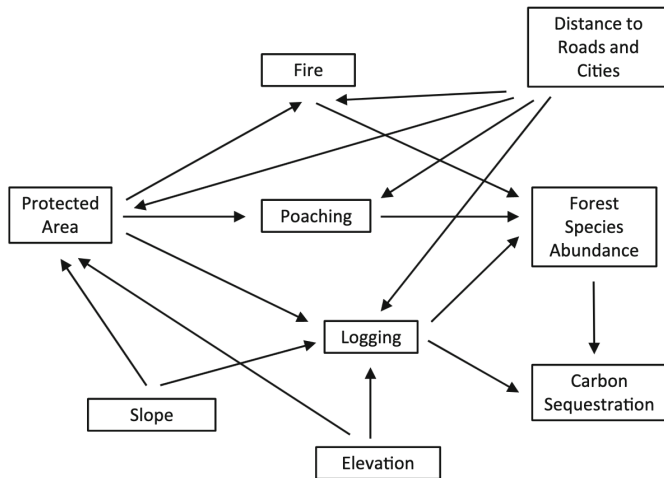 Distance to
Roads and
Cities
Fire
Protected
Area
Poaching
Forest
Species
Abundance
Logging
Carbon
Sequestration
Slope
Elevation